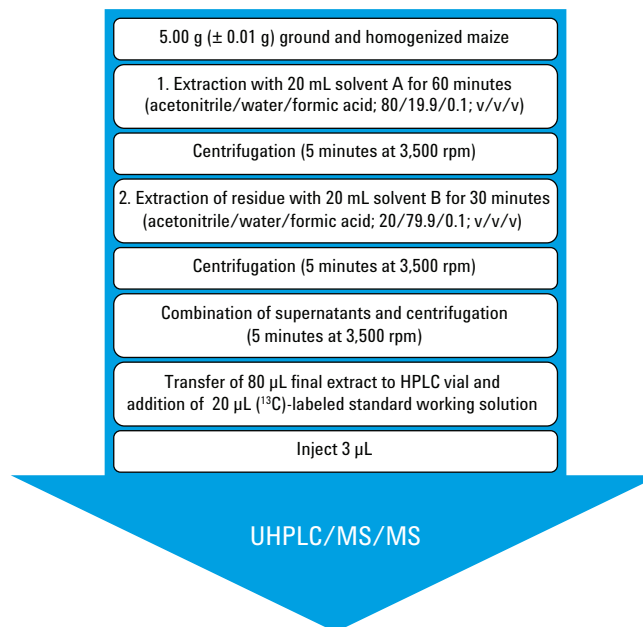 5.00 g (± 0.01 g) ground and homogenized maize
1. Extraction with 20 mL solvent A for 60 minutes
(acetonitrile/water/formic acid; 80/19.9/0.1; v/v/v)
Centrifugation (5 minutes at 3,500 rpm)
2. Extraction of residue with 20 mL solvent B for 30 minutes
(acetonitrile/water/formic acid; 20/79.9/0.1; v/v/v)
Centrifugation (5 minutes at 3,500 rpm)
Combination of supernatants and centrifugation
(5 minutes at 3,500 rpm)
Transfer of 80 µL final extract to HPLC vial and
addition of 20 µL (¹³C)-labeled standard working solution
Inject 3 µL
UHPLC/MS/MS